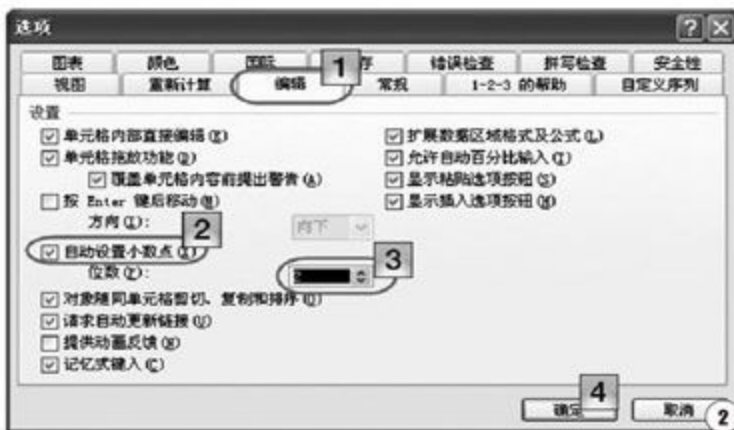 选项
图表 颜色 国际 存 错误检查 拼写检查 安全性
视图 重新计算 编辑 常规 1-2-3 的帮助 自定义序列
1
设置
单元格内部直接编辑(E) 扩展数据区域格式及公式(L)
单元格拖放功能(D) 允许自动百分比输入(T)
覆盖单元格内容前提出警告(A) 显示粘贴选项按钮(S)
按 Enter 键后移动(M) 显示插入选项按钮
方向(I): 向下
2
自动设置小数点
位数(P): 3
对象随同单元格剪切、复制和排序(O)
请求自动更新链接(U)
提供动画反馈
记忆式键入(C)
4
确定 取消
2